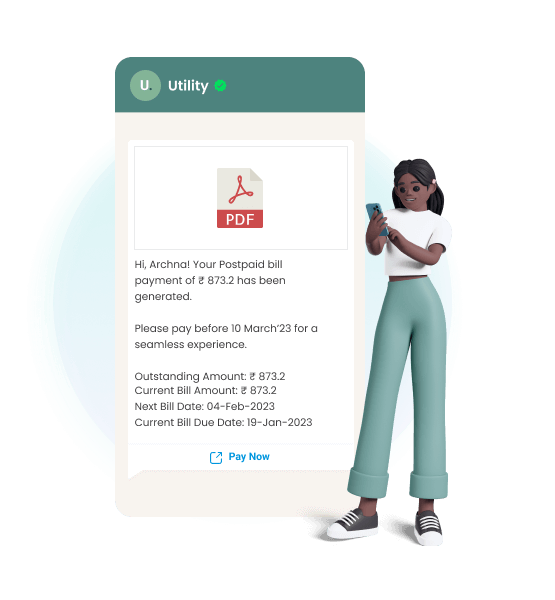 U.
Utility
PDF
Hi, Archna! Your Postpaid bill
payment of ₹ 873.2 has been
generated.
Please pay before 10 March’23 for a
seamless experience.
Outstanding Amount: ₹ 873.2
Current Bill Amount: ₹ 873.2
Next Bill Date: 04-Feb-2023
Current Bill Due Date: 19-Jan-2023
Pay Now